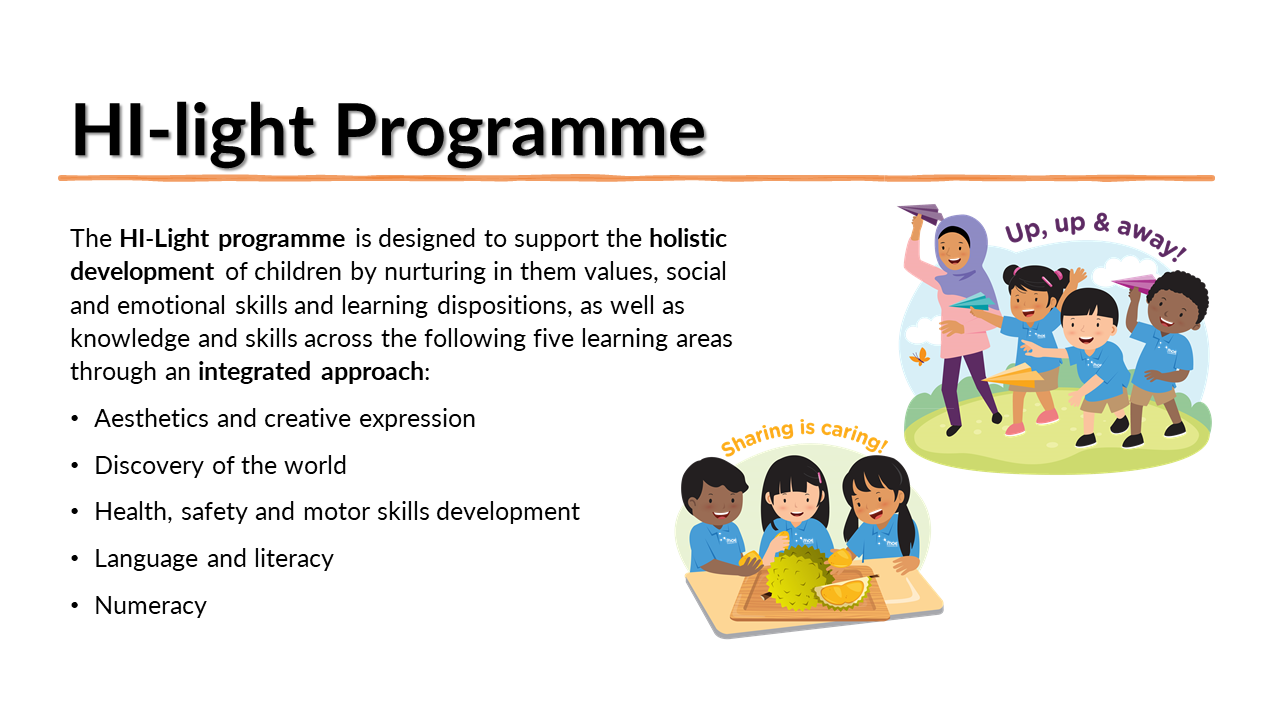 HI-light Programme
The HI-Light programme is designed to support the holistic
development of children by nurturing in them values, social
and emotional skills and learning dispositions, as well as
knowledge and skills across the following five learning areas
through an integrated approach:
• Aesthetics and creative expression
• Discovery of the world
• Health, safety and motor skills development
• Language and literacy
• Numeracy
Up, up & away!
Sharing is caring!